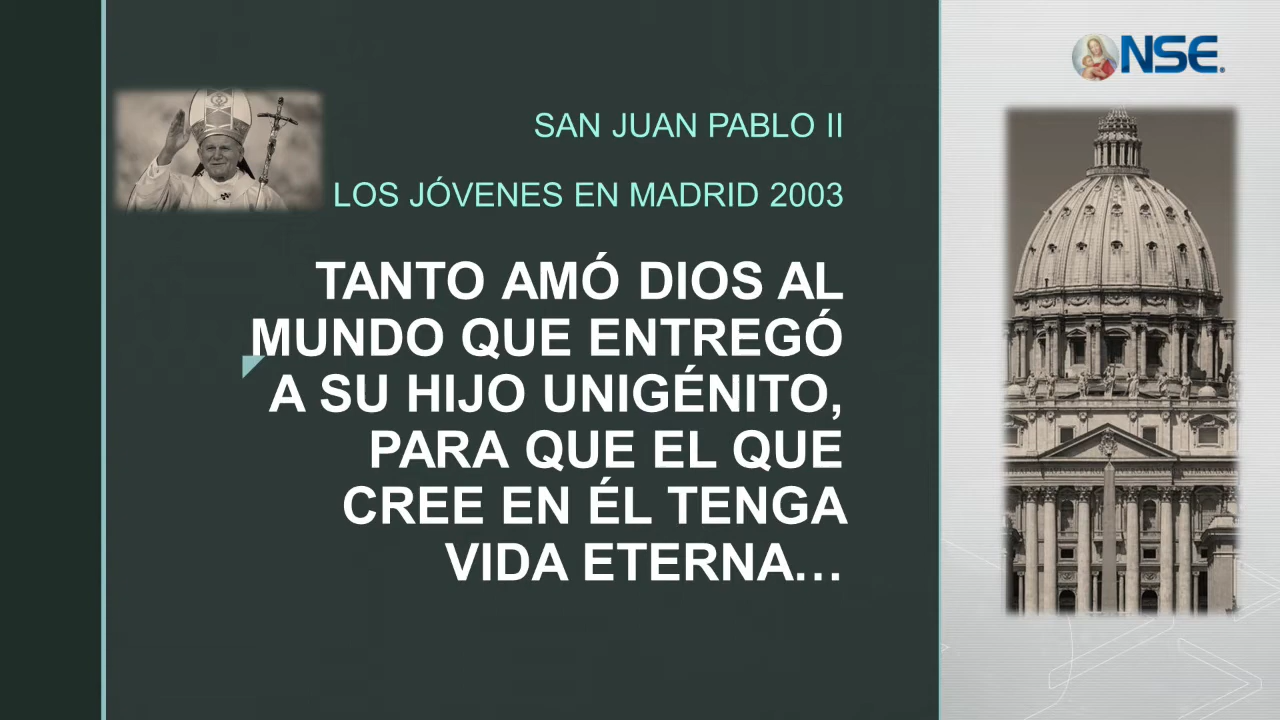 NSE.
SAN JUAN PABLO II
LOS JÓVENES EN MADRID 2003
TANTO AMÓ DIOS AL
MUNDO QUE ENTREGÓ
A SU HIJO UNIGÉNITO,
PARA QUE EL QUE
CREE EN ÉL TENGA
VIDA ETERNA…